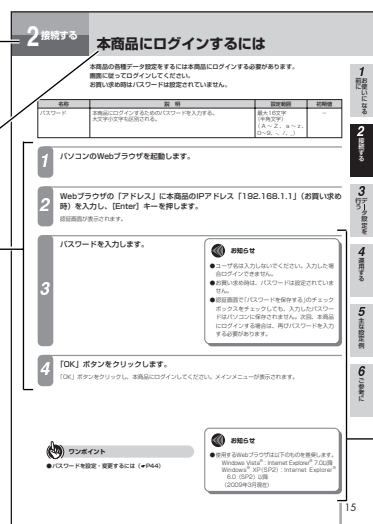 2 接続する
本商品にログインするには
本商品の各種データ設定をするには本商品にログインする必要があります。
画面に従ってログインしてください。
お買い求め時はパスワードは設定されていません。
名称 説 明 設定範囲 初期値
パスワード 本商品にログインするためのパスワードを入力する。
大文字小文字も区別される。
最大16文字
(半角文字)
(A～Z、a～z、
0～9、-、/、_)
－
1 パソコンのWebブラウザを起動します。
2 Webブラウザの「アドレス」に本商品のIPアドレス「192.168.1.1」(お買い求め
時)を入力し、[Enter] キーを押します。
認証画面が表示されます。
3 パスワードを入力します。
お知らせ
●ユーザ名は入力しないでください。入力した場
合ログインできません。
●お買い求め時は、パスワードは設定されていま
せん。
●認証画面で「パスワードを保存する」のチェック
ボックスをチェックしても、入力したパスワー
ドはパソコンに保存されません。次回、本商品
にログインする場合は、再びパスワードを入力
する必要があります。
4 「OK」ボタンをクリックします。
「OK」ボタンをクリックし、本商品にログインしてください。メインメニューが表示されます。
ワンポイント
●パスワードを設定・変更するには(☛P44)
お知らせ
●使用するWebブラウザは以下のものを推奨します。
Windows Vista®：Internet Explorer® 7.0以降
Windows® XP(SP2)：Internet Explorer®
6.0 (SP2) 以降
(2009年3月現在)
1 お使いになる
前に
2 接続する
3 データ設定を
行う
4 運用する
5 主な設定例
6 ご参考に
15